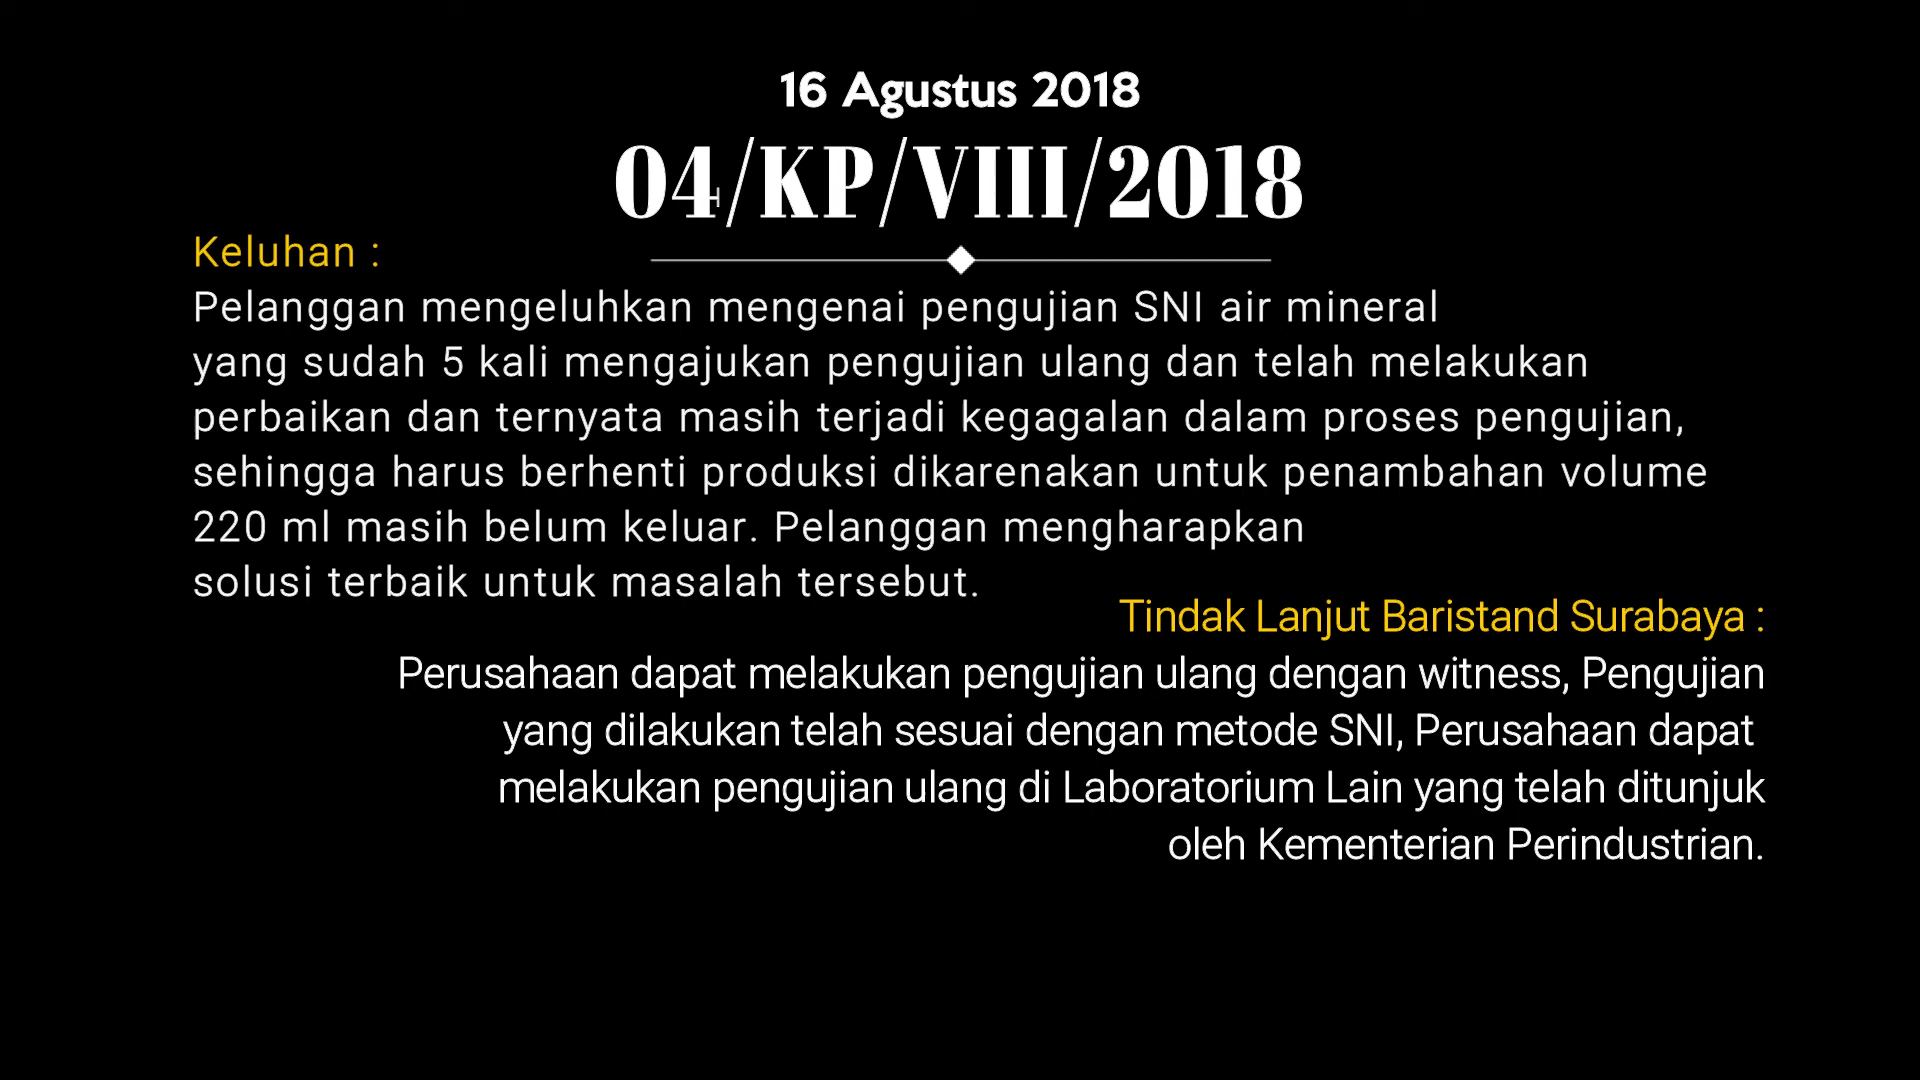 16 Agustus 2018
04/KP/VIII/2018
Keluhan :
Pelanggan mengeluhkan mengenai pengujian SNI air mineral
yang sudah 5 kali mengajukan pengujian ulang dan telah melakukan
perbaikan dan ternyata masih terjadi kegagalan dalam proses pengujian,
sehingga harus berhenti produksi dikarenakan untuk penambahan volume
220 ml masih belum keluar. Pelanggan mengharapkan
solusi terbaik untuk masalah tersebut.
Tindak Lanjut Baristand Surabaya :
Perusahaan dapat melakukan pengujian ulang dengan witness, Pengujian
yang dilakukan telah sesuai dengan metode SNI, Perusahaan dapat
melakukan pengujian ulang di Laboratorium Lain yang telah ditunjuk
oleh Kementerian Perindustrian.